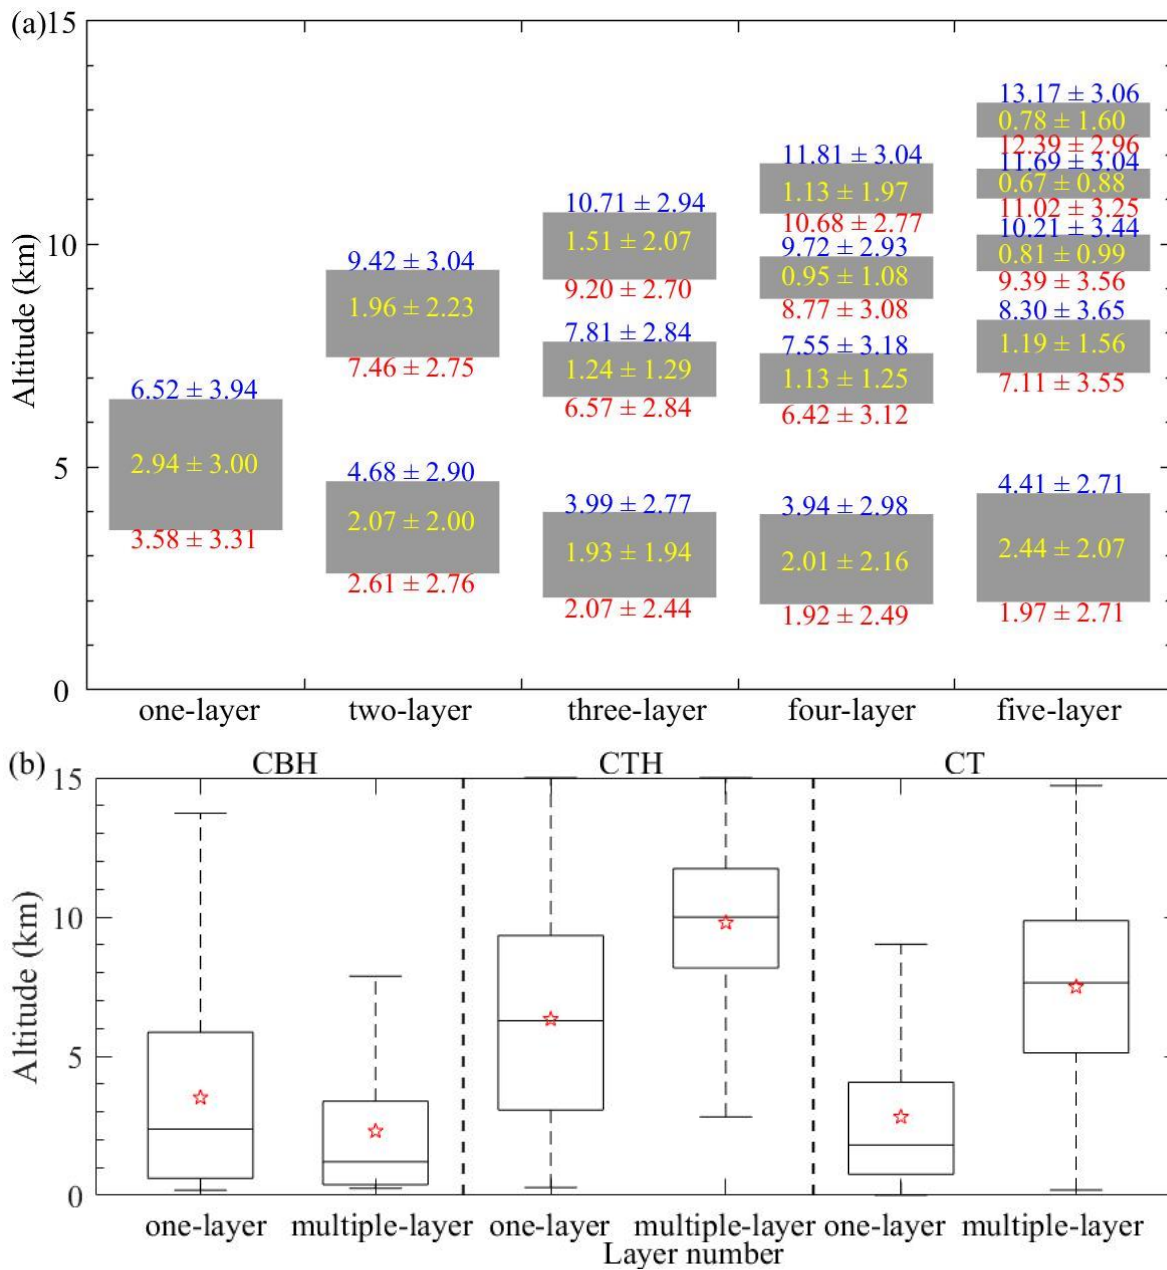 (a)
15
10
5
0
Altitude (km)
6.52 ± 3.94
2.94 ± 3.00
3.58 ± 3.31
9.42 ± 3.04
1.96 ± 2.23
7.46 ± 2.75
4.68 ± 2.90
2.07 ± 2.00
2.61 ± 2.76
10.71 ± 2.94
1.51 ± 2.07
9.20 ± 2.70
7.81 ± 2.84
1.24 ± 1.29
6.57 ± 2.84
3.99 ± 2.77
1.93 ± 1.94
2.07 ± 2.44
11.81 ± 3.04
1.13 ± 1.97
10.68 ± 2.77
9.72 ± 2.93
0.95 ± 1.08
8.77 ± 3.08
7.55 ± 3.18
1.13 ± 1.25
6.42 ± 3.12
3.94 ± 2.98
2.01 ± 2.16
1.92 ± 2.49
13.17 ± 3.06
0.78 ± 1.60
12.39 ± 2.96
11.69 ± 3.04
0.67 ± 0.88
11.02 ± 3.25
10.21 ± 3.44
0.81 ± 0.99
9.39 ± 3.56
8.30 ± 3.65
1.19 ± 1.56
7.11 ± 3.55
4.41 ± 2.71
2.44 ± 2.07
1.97 ± 2.71
one-layer two-layer three-layer four-layer five-layer
(b)
CBH CTH CT
15
10
5
0
Altitude (km)
one-layer multiple-layer one-layer multiple-layer one-layer multiple-layer
Layer number